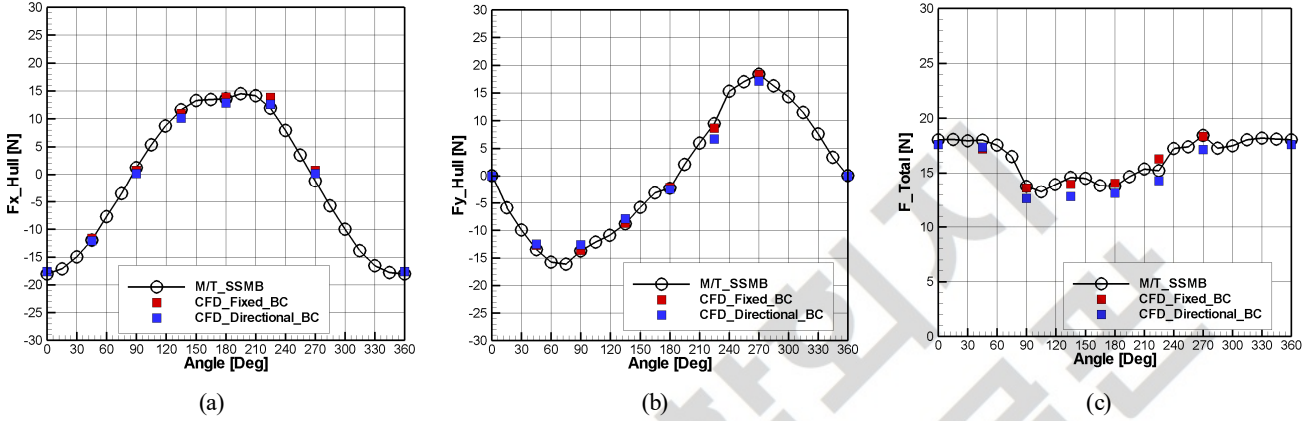 30
25
20
15
10
5
0
-5
-10
-15
-20
-25
-30
Fx_Hull [N]
M/T_SSMB
CFD_Fixed_BC
CFD_Directional_BC
0 30 60 90 120 150 180 210 240 270 300 330 360
Angle [Deg]
(a)
30
25
20
15
10
5
0
-5
-10
-15
-20
-25
-30
Fy_Hull [N]
M/T_SSMB
CFD_Fixed_BC
CFD_Directional_BC
0 30 60 90 120 150 180 210 240 270 300 330 360
Angle [Deg]
(b)
30
25
20
15
10
5
0
F_Total [N]
M/T_SSMB
CFD_Fixed_BC
CFD_Directional_BC
0 30 60 90 120 150 180 210 240 270 300 330 360
Angle [Deg]
(c)